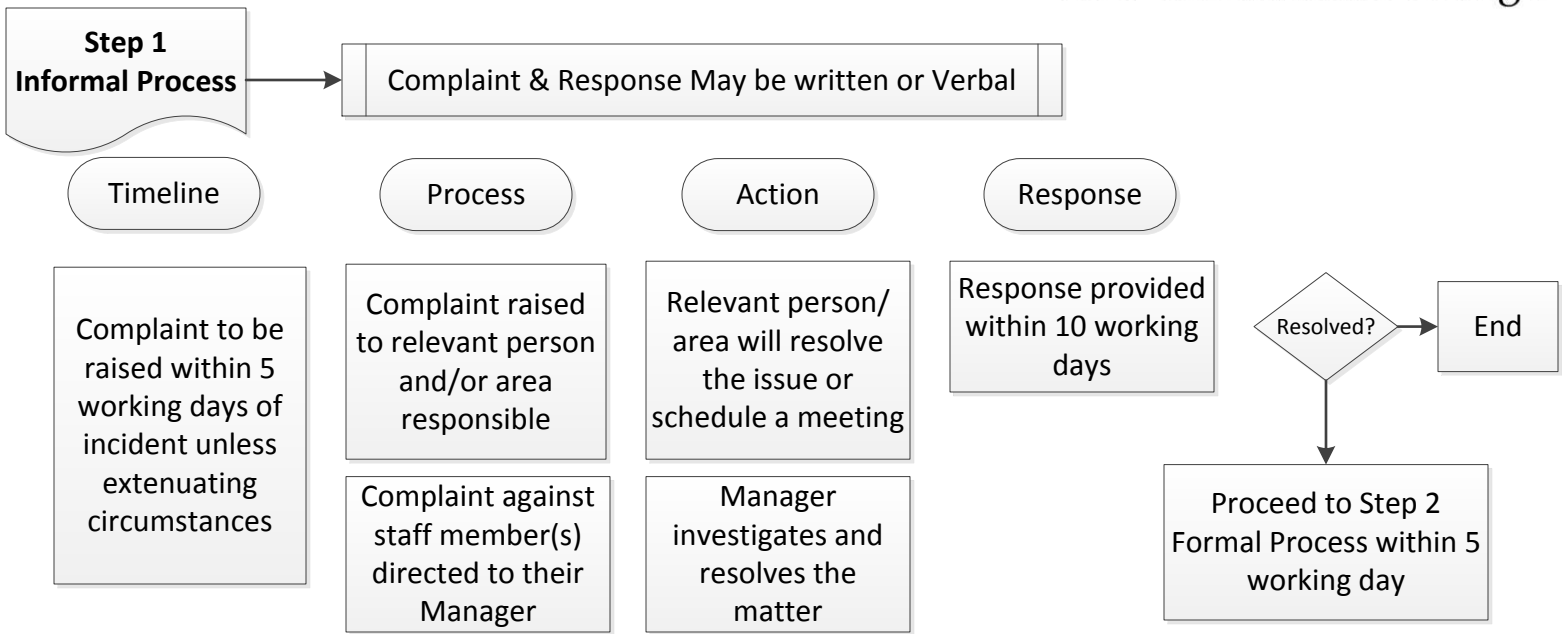 Step 1
Informal Process
Complaint & Response May be written or Verbal
Timeline
Process
Action
Response
Complaint to be
raised within 5
working days of
incident unless
extenuating
circumstances
Complaint raised
to relevant person
and/or area
responsible
Complaint against
staff member(s)
directed to their
Manager
Relevant person/
area will resolve
the issue or
schedule a meeting
Manager
investigates and
resolves the
matter
Response provided
within 10 working
days
Resolved?
End
Proceed to Step 2
Formal Process within 5
working day